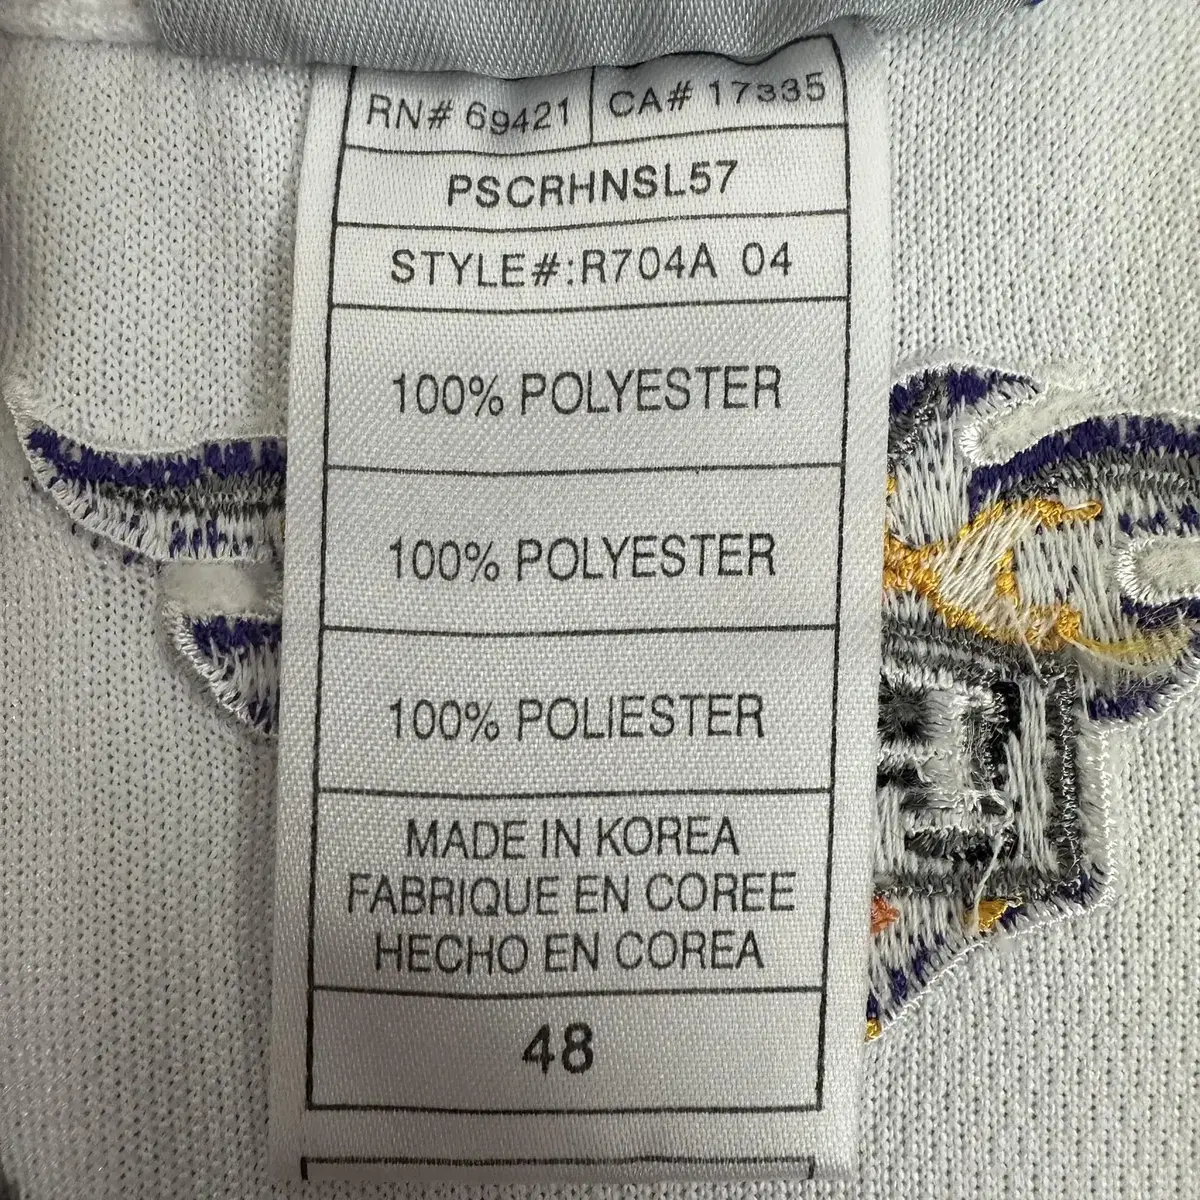 RN# 69421 CA# 17335
PSCRHNSL57
STYLE#:R704A 04
100% POLYESTER
100% POLYESTER
100% POLIESTER
MADE IN KOREA
FABRIQUE EN COREE
HECHO EN COREA
48